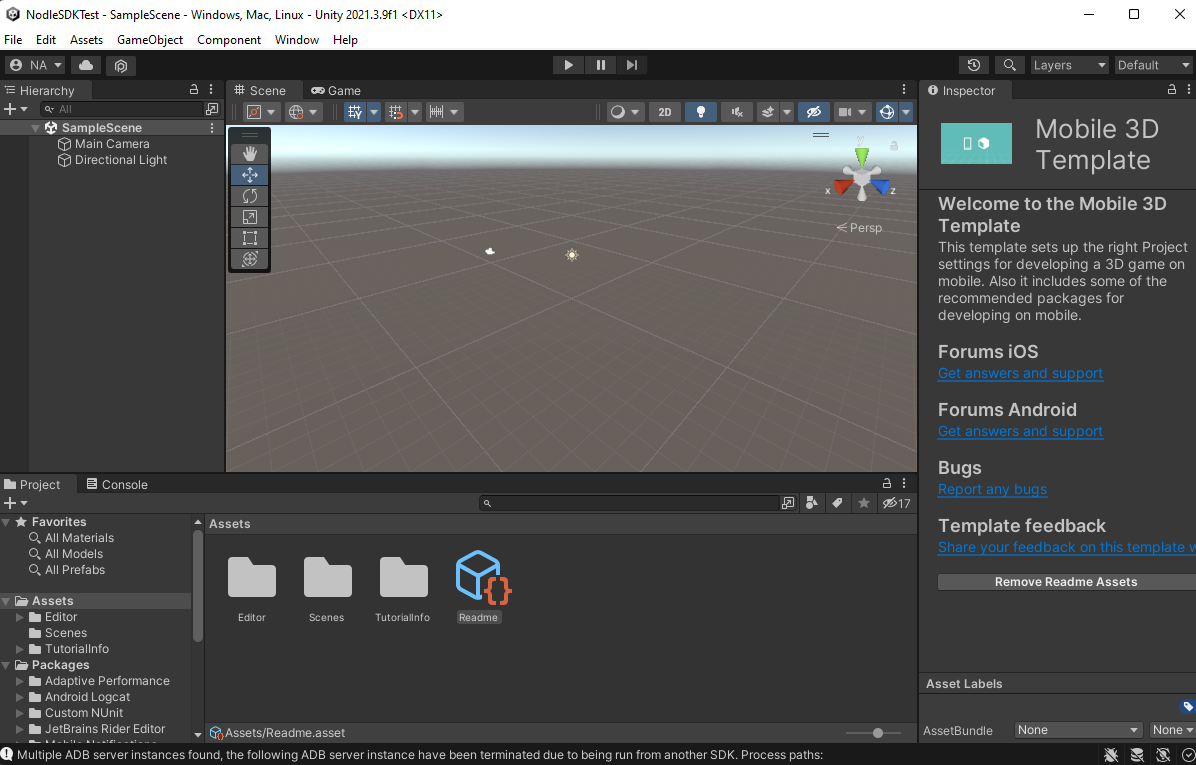 NodleSDKTest - SampleScene - Windows, Mac, Linux - Unity 2021.3.9f1 <DX11>
File Edit Assets GameObject Component Window Help
NA
Layers
Default
Hierarchy
All
SampleScene
Main Camera
Directional Light
Scene
Game
2D
y
x
z
Persp
Inspector
Mobile 3D
Template
Welcome to the Mobile 3D
Template
This template sets up the right Project
settings for developing a 3D game on
mobile. Also it includes some of the
recommended packages for
developing on mobile.
Forums iOS
Get answers and support
Forums Android
Get answers and support
Bugs
Report any bugs
Template feedback
Share your feedback on this template w
Remove Readme Assets
Asset Labels
AssetBundle
None
None
Project
Console
17
Favorites
All Materials
All Models
All Prefabs
Assets
Editor
Scenes
TutorialInfo
Packages
Adaptive Performance
Android Logcat
Custom NUnit
JetBrains Rider Editor
Mobile Notifications
Assets
Editor
Scenes
TutorialInfo
Readme
Assets/Readme.asset
Multiple ADB server instances found, the following ADB server instance have been terminated due to being run from another SDK. Process paths: